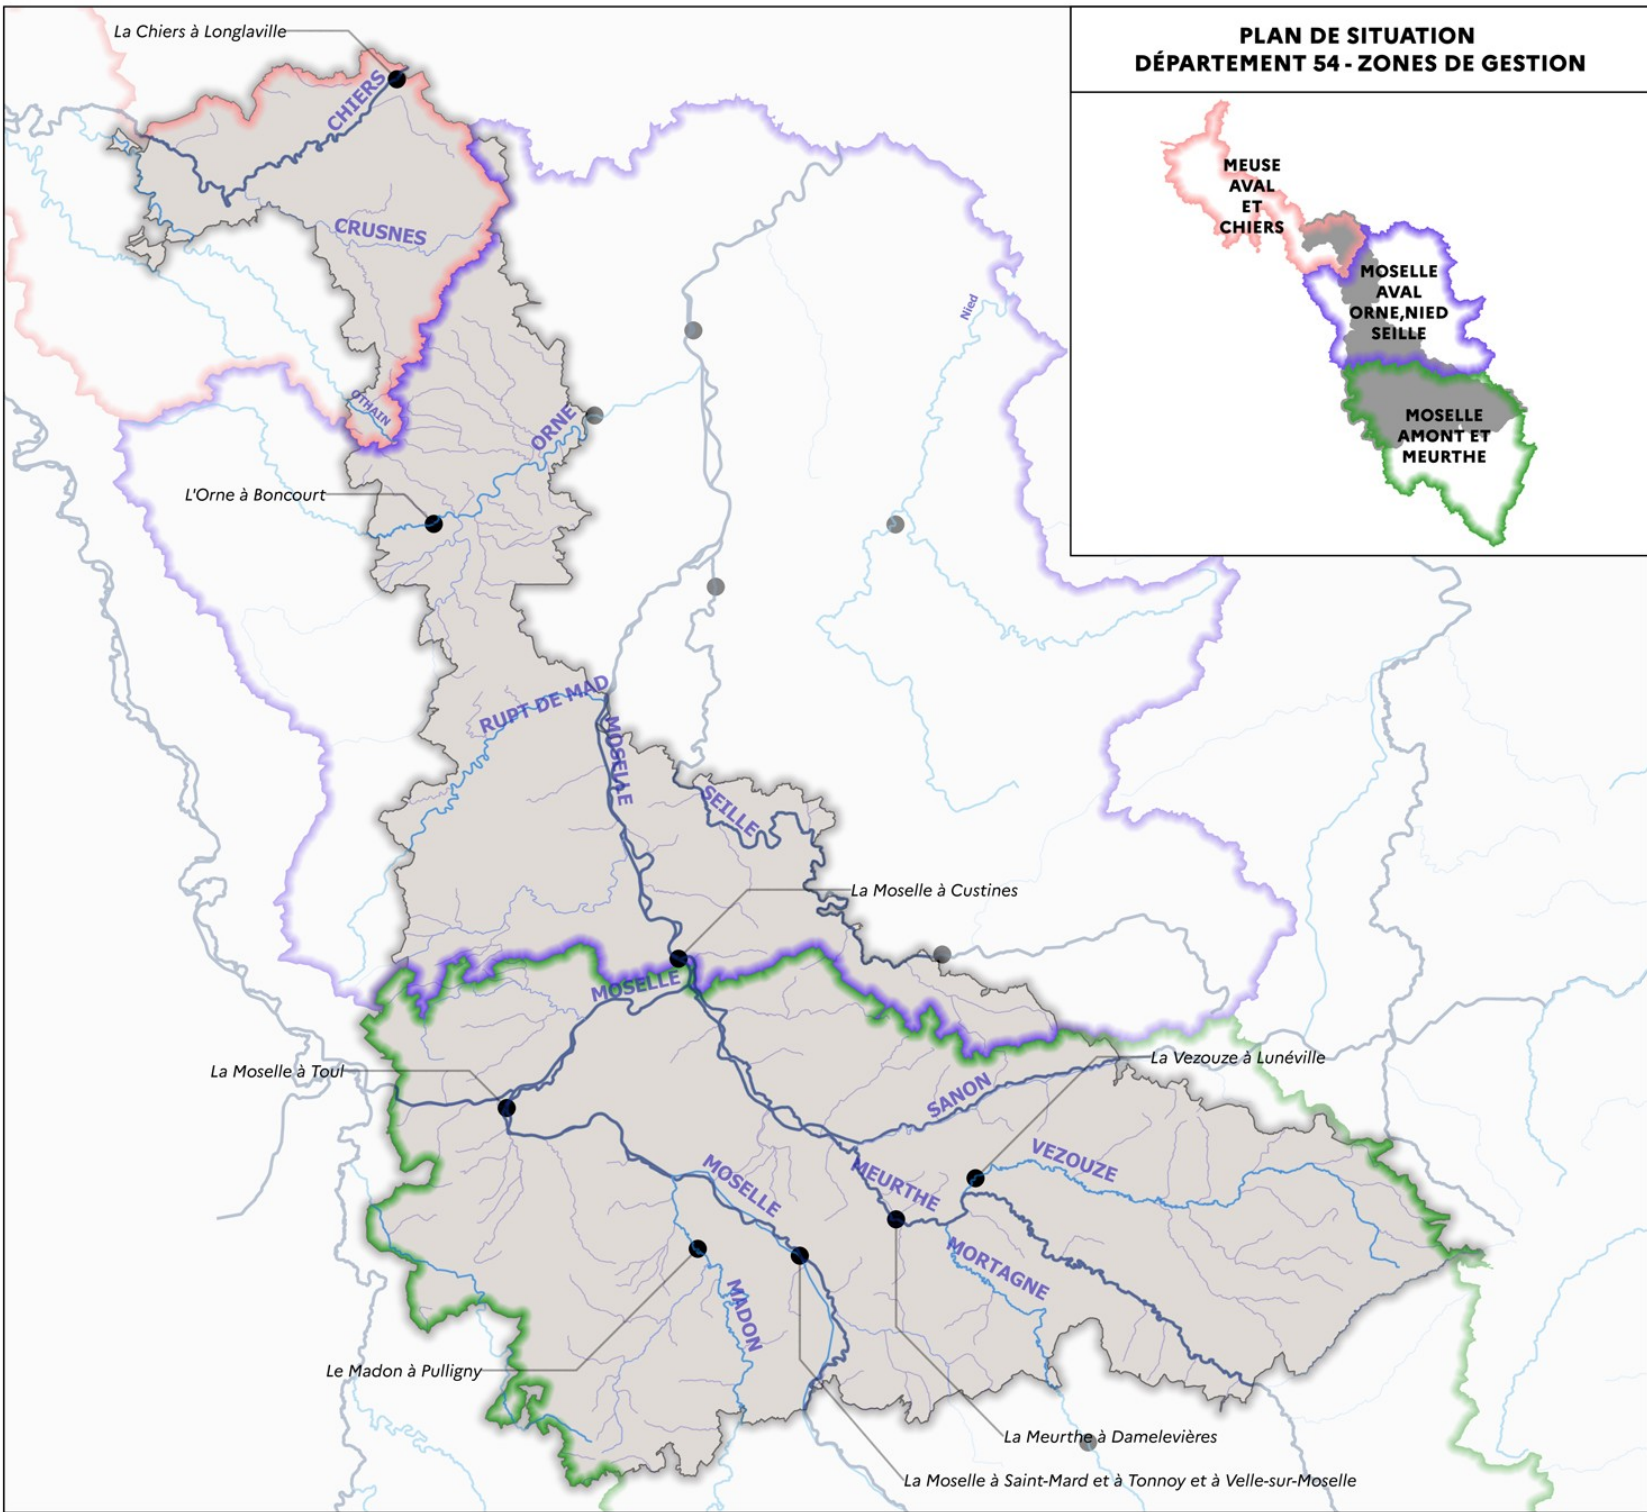 La Chiers à Longlaville
PLAN DE SITUATION
DÉPARTEMENT 54 - ZONES DE GESTION
CHIERS
MEUSE
AVAL
ET
CHIERS
CRUSNES
MOSELLE
AVAL
ORNE,NIED
SEILLE
Nied
OTHAIN
ORNE
MOSELLE
AMONT ET
MEURTHE
L'Orne à Boncourt
RUPT DE MAD
MOSELLE
SEILLE
La Moselle à Custines
MOSELLE
La Moselle à Toul
La Vezouze à Lunéville
SANON
VEZOUZE
MOSELLE
MEURTHE
MORTAGNE
MADON
Le Madon à Pulligny
La Meurthe à Damelevières
La Moselle à Saint-Mard et à Tonnoy et à Velle-sur-Moselle